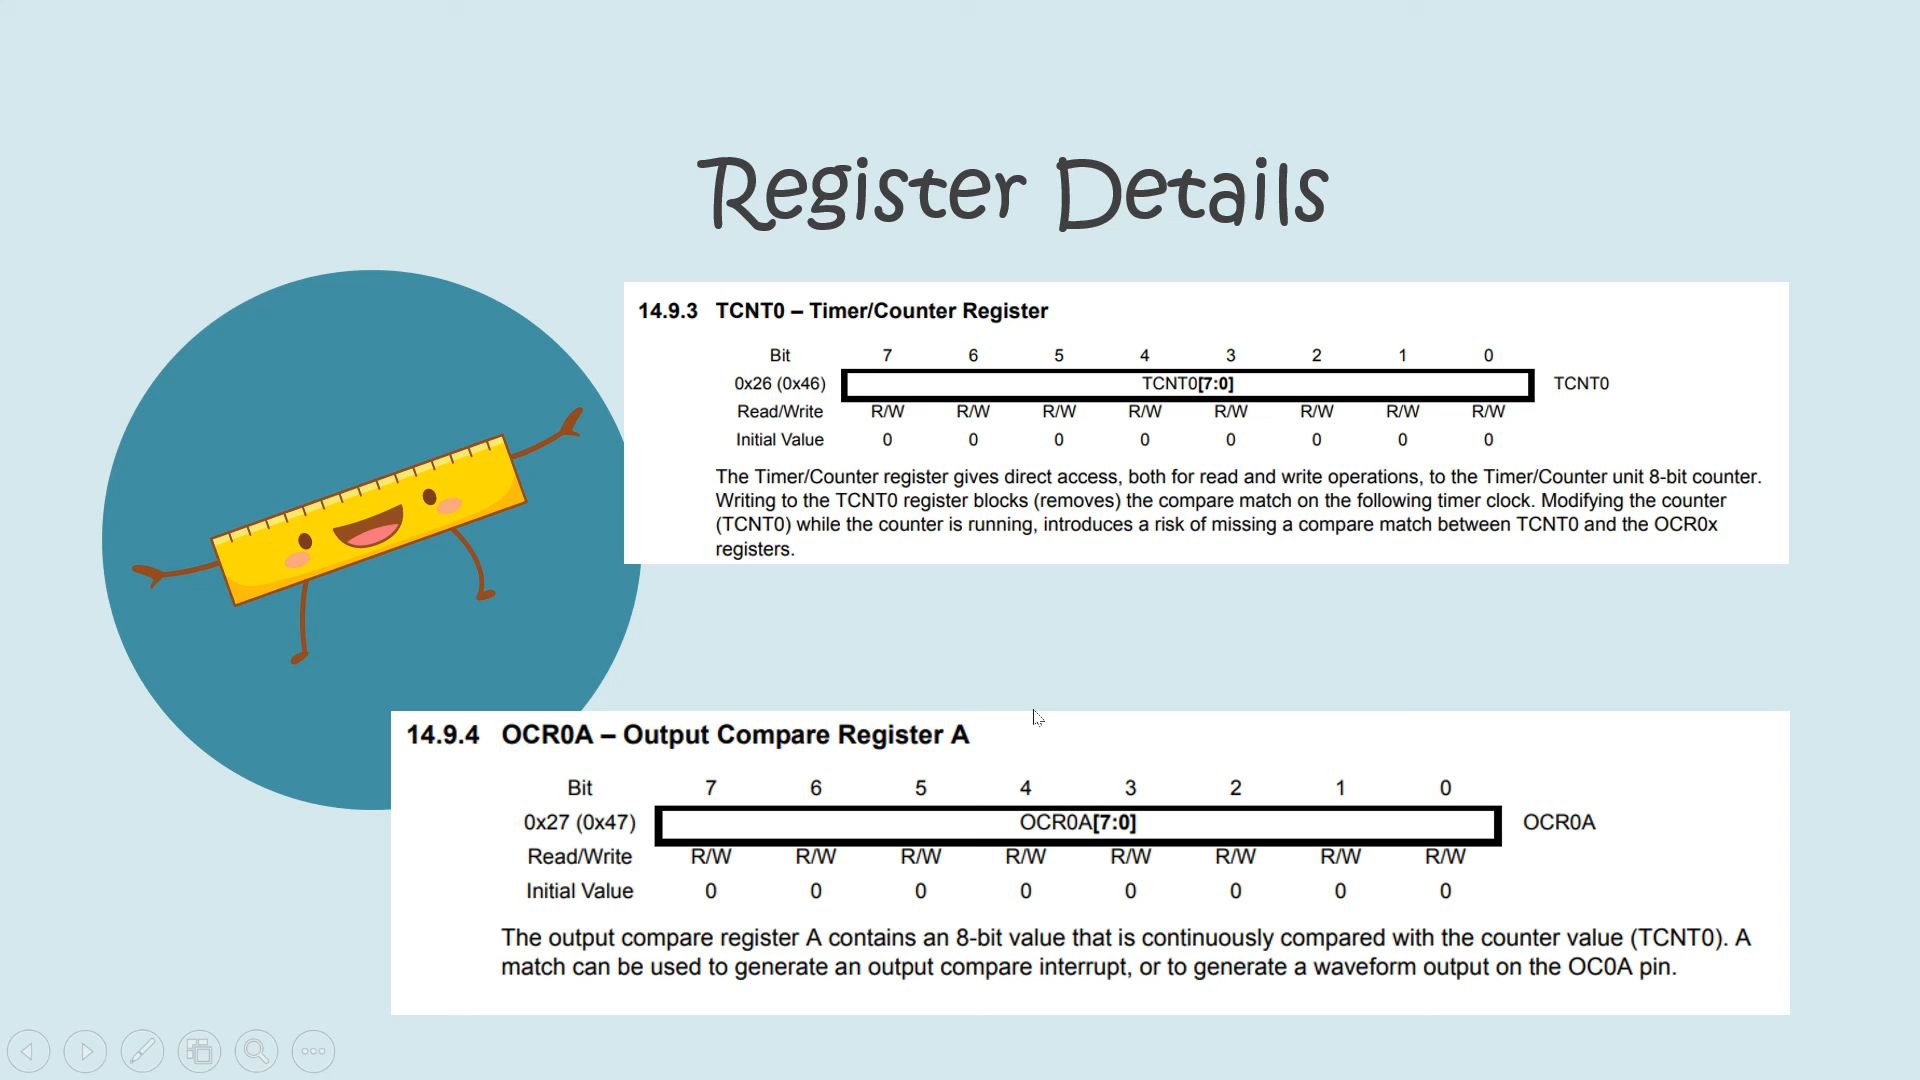 Register Details
14.9.3 TCNT0 – Timer/Counter Register
Bit 7 6 5 4 3 2 1 0
0x26 (0x46) TCNT0[7:0] TCNT0
Read/Write R/W R/W R/W R/W R/W R/W R/W R/W
Initial Value 0 0 0 0 0 0 0 0
The Timer/Counter register gives direct access, both for read and write operations, to the Timer/Counter unit 8-bit counter.
Writing to the TCNT0 register blocks (removes) the compare match on the following timer clock. Modifying the counter
(TCNT0) while the counter is running, introduces a risk of missing a compare match between TCNT0 and the OCR0x
registers.
14.9.4 OCR0A – Output Compare Register A
Bit 7 6 5 4 3 2 1 0
0x27 (0x47) OCR0A[7:0] OCR0A
Read/Write R/W R/W R/W R/W R/W R/W R/W R/W
Initial Value 0 0 0 0 0 0 0 0
The output compare register A contains an 8-bit value that is continuously compared with the counter value (TCNT0). A
match can be used to generate an output compare interrupt, or to generate a waveform output on the OC0A pin.